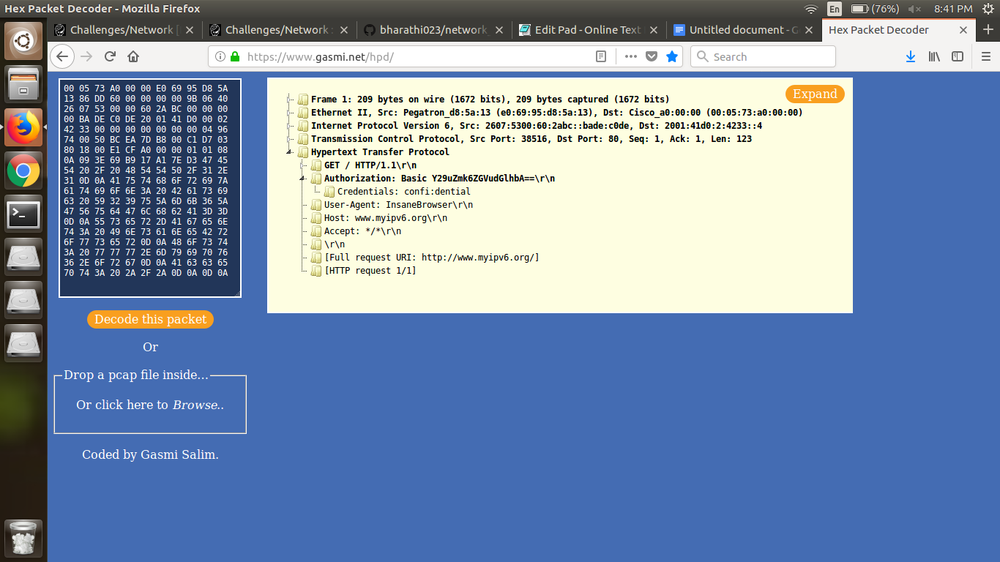 Hex Packet Decoder - Mozilla Firefox
En
(76%)
8:41 PM
Challenges/Network [
Challenges/Network :
bharathi023/network_
Edit Pad - Online Text
Untitled document - G
Hex Packet Decoder
https://www.gasmi.net/hpd/
Search
00 05 73 A0 00 00 E0 69 95 D8 5A
13 86 DD 60 00 00 00 00 9B 06 40
26 07 53 00 00 60 2A BC 00 00 00
00 BA DE C0 DE 20 01 41 D0 00 02
42 33 00 00 00 00 00 00 00 04 96
74 00 50 BC EA 7D B8 00 C1 D7 03
80 18 00 E1 CF A0 00 00 01 01 08
0A 09 3E 69 B9 17 A1 7E D3 47 45
54 20 2F 20 48 54 54 50 2F 31 2E
31 0D 0A 41 75 74 68 6F 72 69 7A
61 74 69 6F 6E 3A 20 42 61 73 69
63 20 59 32 39 75 5A 6D 6B 36 5A
47 56 75 64 47 6C 68 62 41 3D 3D
0D 0A 55 73 65 72 2D 41 67 65 6E
74 3A 20 49 6E 73 61 6E 65 42 72
6F 77 73 65 72 0D 0A 48 6F 73 74
3A 20 77 77 77 2E 6D 79 69 70 76
36 2E 6F 72 67 0D 0A 41 63 63 65
70 74 3A 20 2A 2F 2A 0D 0A 0D 0A
Decode this packet
Or
Drop a pcap file inside...
Or click here to Browse..
Coded by Gasmi Salim.
Expand
Frame 1: 209 bytes on wire (1672 bits), 209 bytes captured (1672 bits)
Ethernet II, Src: Pegatron_d8:5a:13 (e0:69:95:d8:5a:13), Dst: Cisco_a0:00:00 (00:05:73:a0:00:00)
Internet Protocol Version 6, Src: 2607:5300:60:2abc::bade:c0de, Dst: 2001:41d0:2:4233::4
Transmission Control Protocol, Src Port: 38516, Dst Port: 80, Seq: 1, Ack: 1, Len: 123
Hypertext Transfer Protocol
GET / HTTP/1.1\r\n
Authorization: Basic Y29uZmk6ZGVudGlhbA==\r\n
Credentials: confi:dential
User-Agent: InsaneBrowser\r\n
Host: www.myipv6.org\r\n
Accept: */*\r\n
\r\n
[Full request URI: http://www.myipv6.org/]
[HTTP request 1/1]